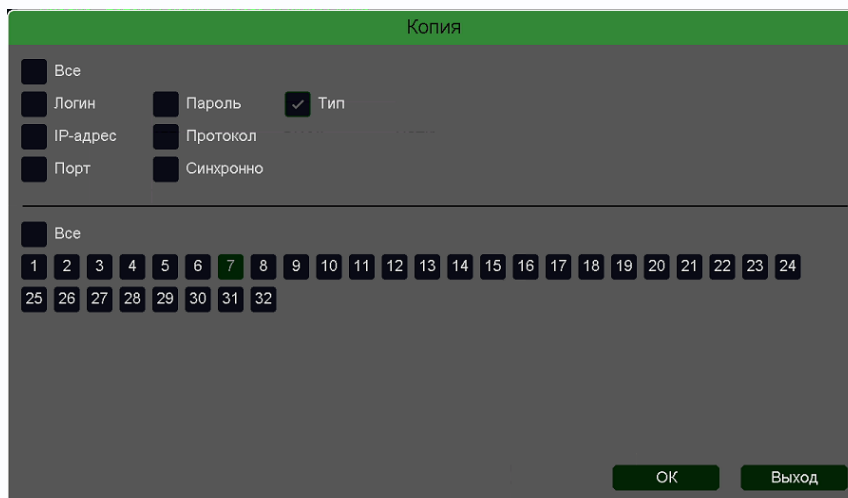 Копия
Все
Логин Пароль Тип
IP-адрес Протокол
Порт Синхронно
Все
1 2 3 4 5 6 7 8 9 10 11 12 13 14 15 16 17 18 19 20 21 22 23 24
25 26 27 28 29 30 31 32
ОК Выход